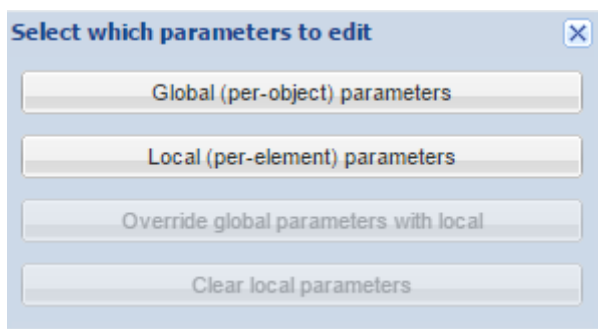 Select which parameters to edit
Global (per-object) parameters
Local (per-element) parameters
Override global parameters with local
Clear local parameters